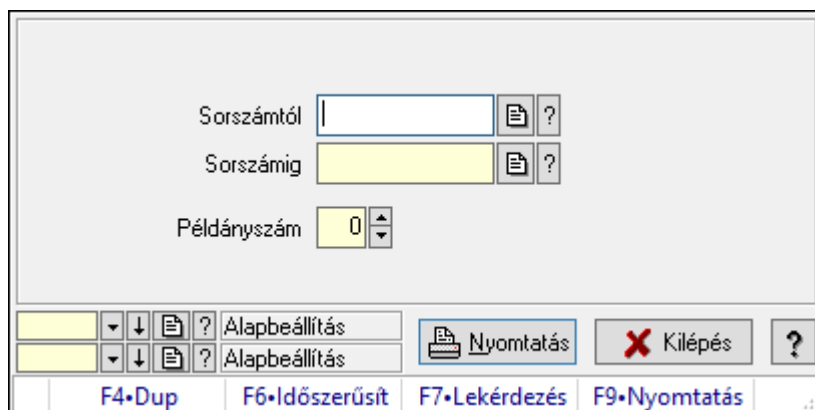 Sorszámtól ?
Sorszámig ?
Példányszám 0
? Alapbeállítás
? Alapbeállítás
Nyomtatás Kilépés ?
F4•Dup F6•Időszerűsít F7•Lekérdezés F9•Nyomtatás